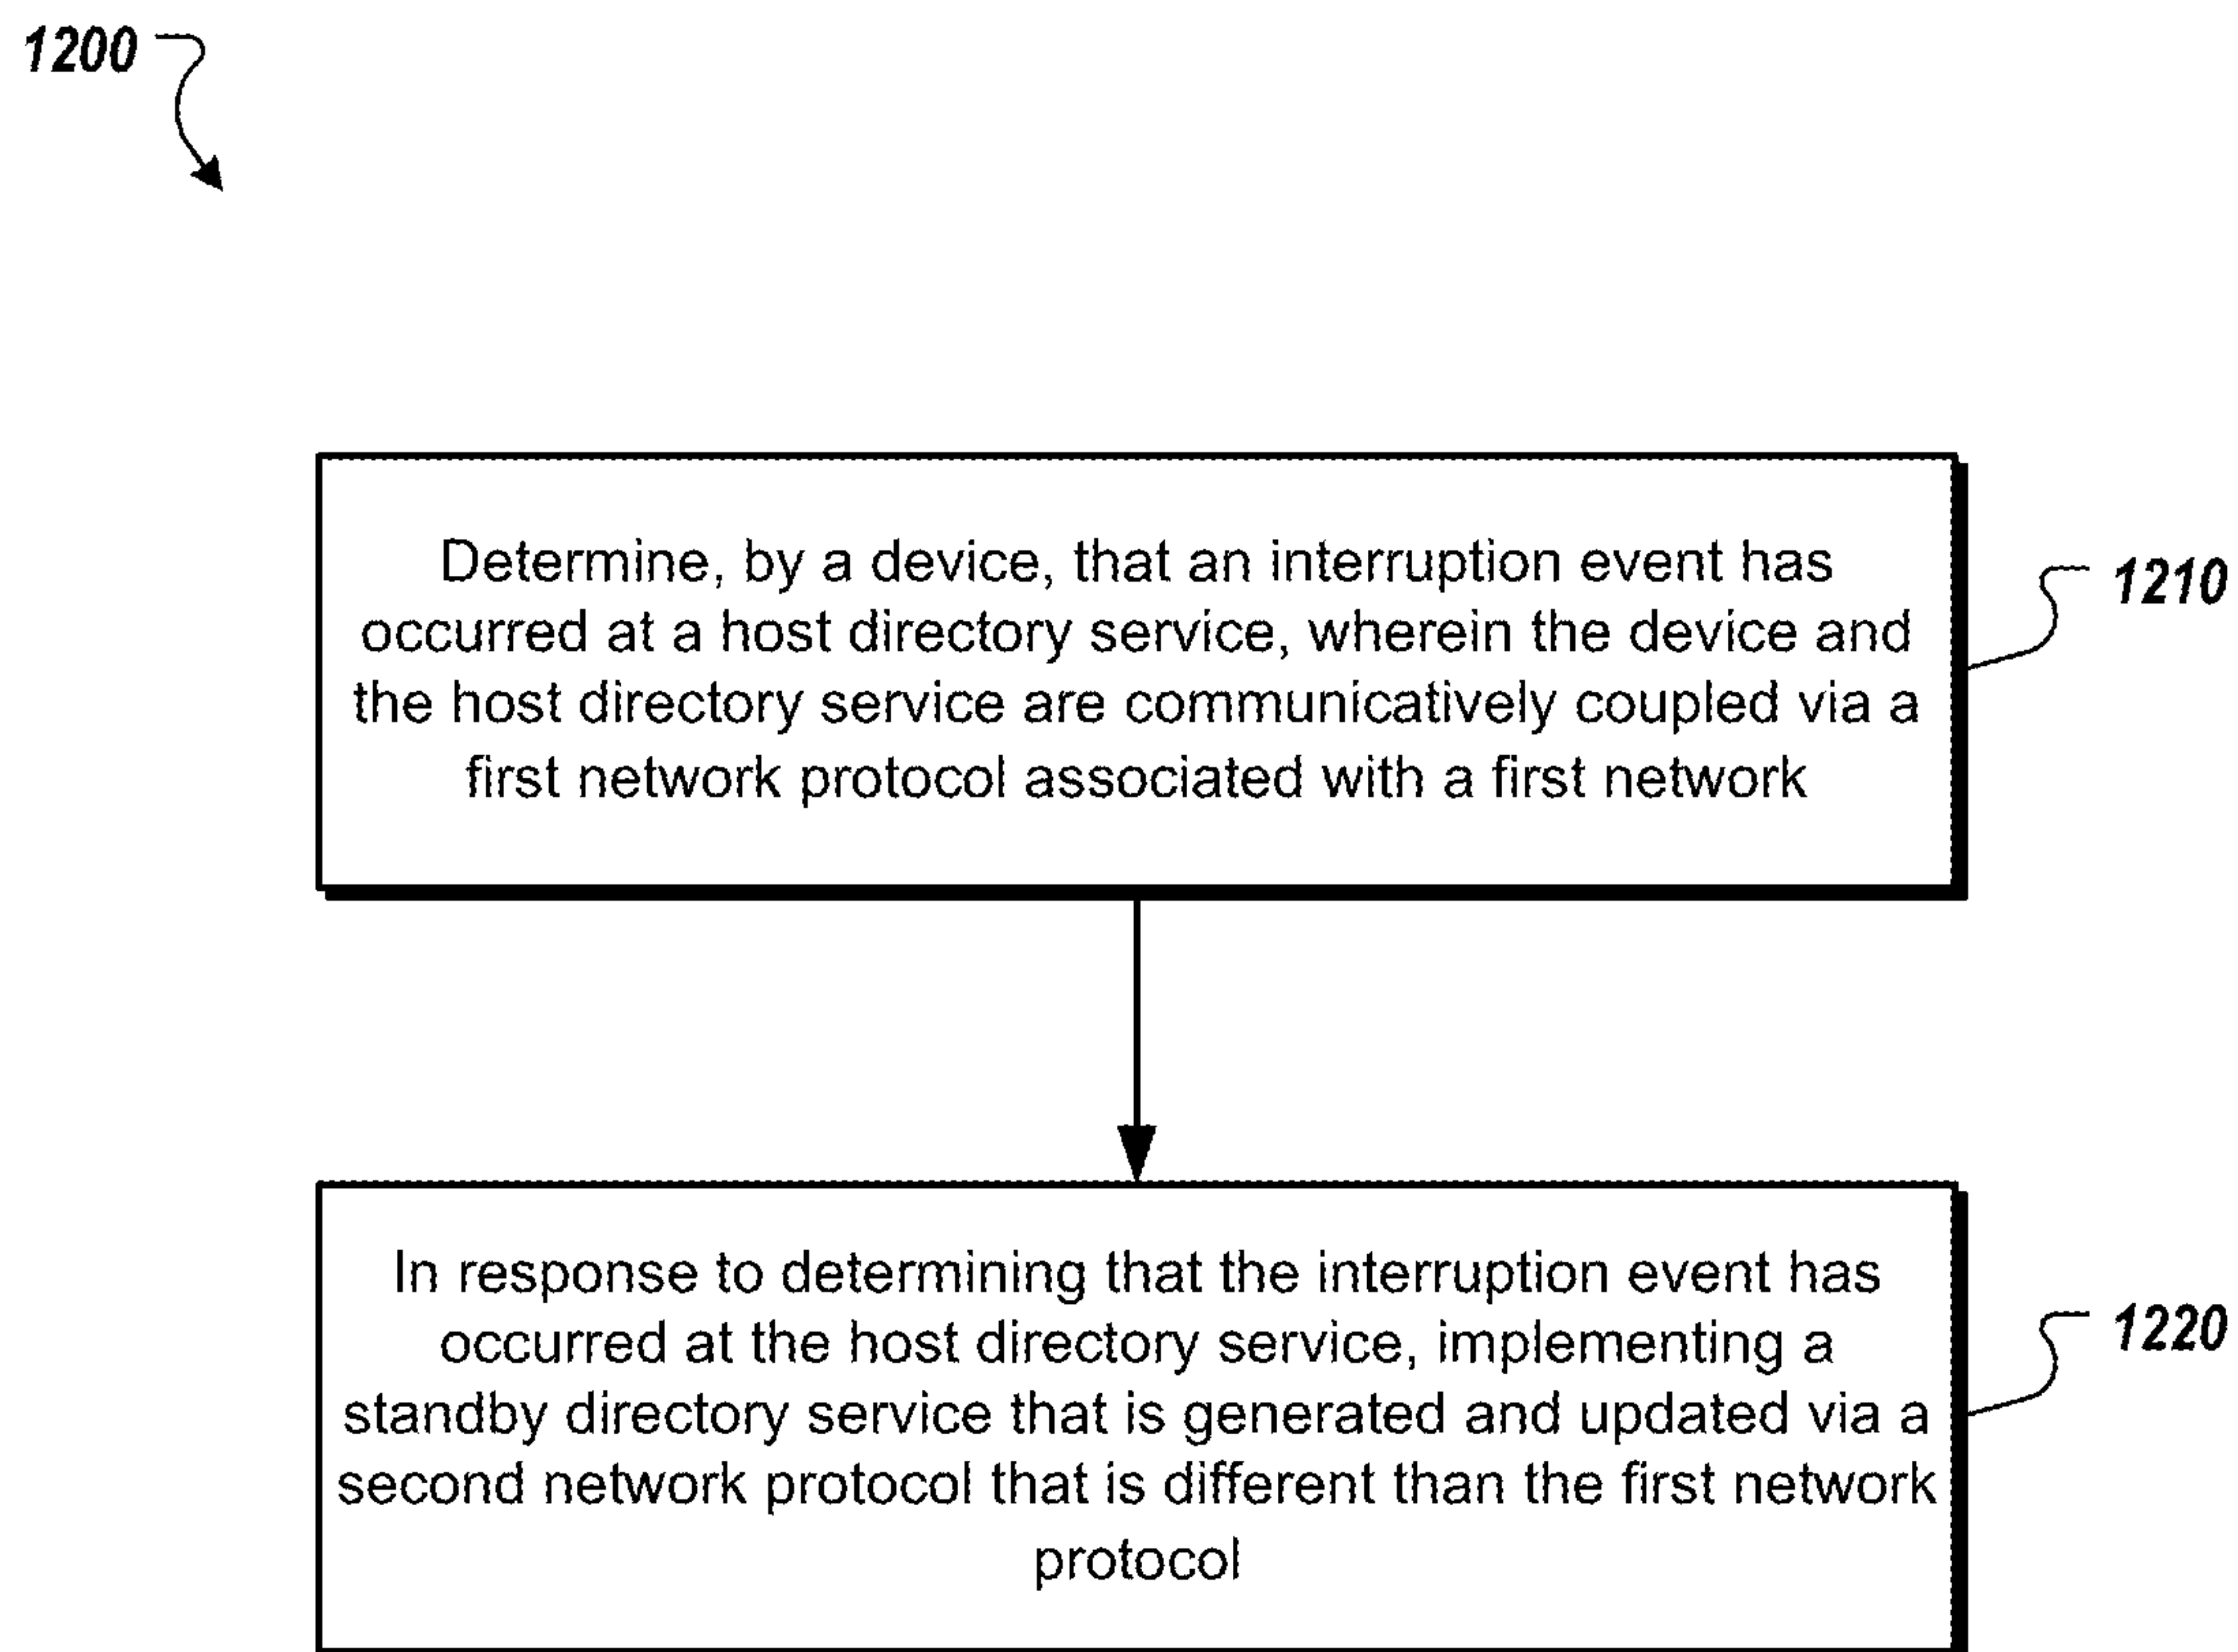 1200
Determine, by a device, that an interruption event has
occurred at a host directory service, wherein the device and
the host directory service are communicatively coupled via a
first network protocol associated with a first network
1210
In response to determining that the interruption event has
occurred at the host directory service, implementing a
standby directory service that is generated and updated via a
second network protocol that is different than the first network
protocol
1220